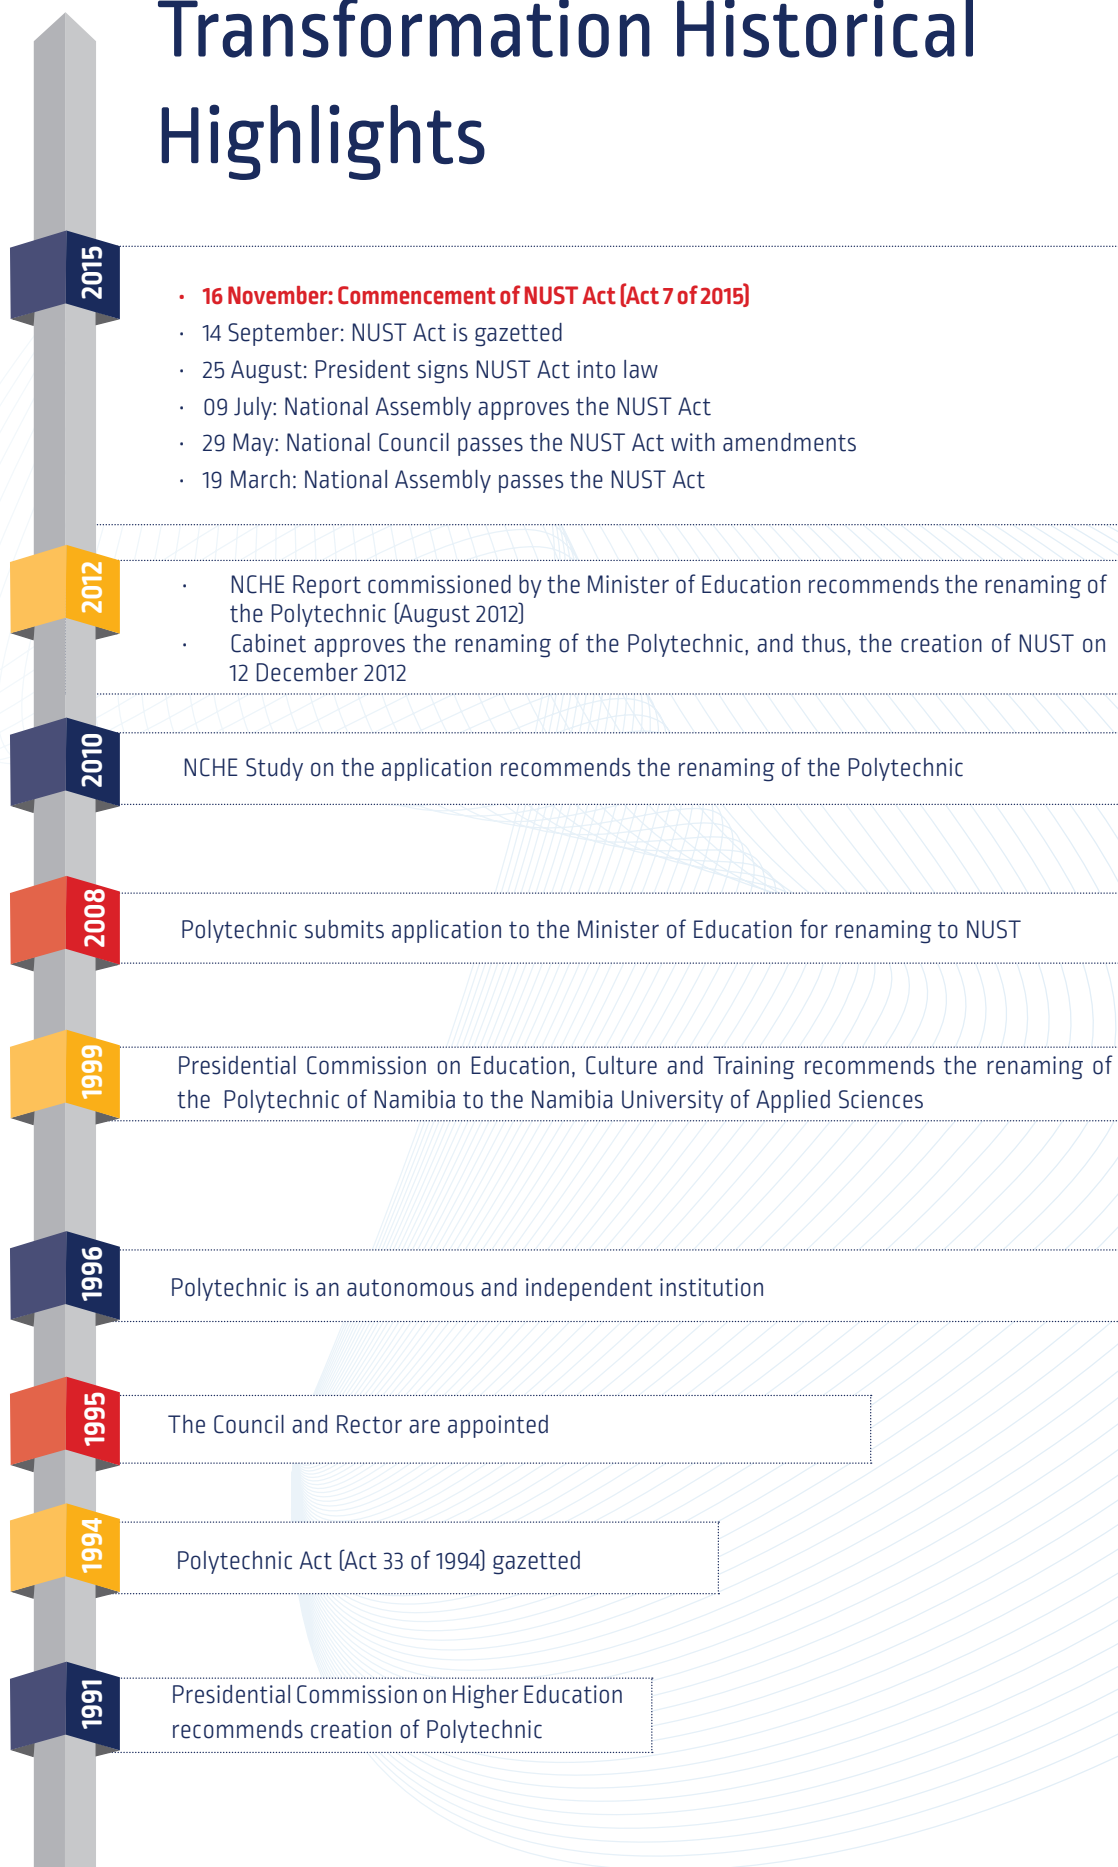 Transformation Historical
Highlights
2015
• 16 November: Commencement of NUST Act (Act 7 of 2015)
• 14 September: NUST Act is gazetted
• 25 August: President signs NUST Act into law
• 09 July: National Assembly approves the NUST Act
• 29 May: National Council passes the NUST Act with amendments
• 19 March: National Assembly passes the NUST Act
2012
• NCHE Report commissioned by the Minister of Education recommends the renaming of
the Polytechnic (August 2012)
• Cabinet approves the renaming of the Polytechnic, and thus, the creation of NUST on
12 December 2012
2010
NCHE Study on the application recommends the renaming of the Polytechnic
2008
Polytechnic submits application to the Minister of Education for renaming to NUST
1999
Presidential Commission on Education, Culture and Training recommends the renaming of
the Polytechnic of Namibia to the Namibia University of Applied Sciences
1996
Polytechnic is an autonomous and independent institution
1995
The Council and Rector are appointed
1994
Polytechnic Act (Act 33 of 1994) gazetted
1991
Presidential Commission on Higher Education
recommends creation of Polytechnic